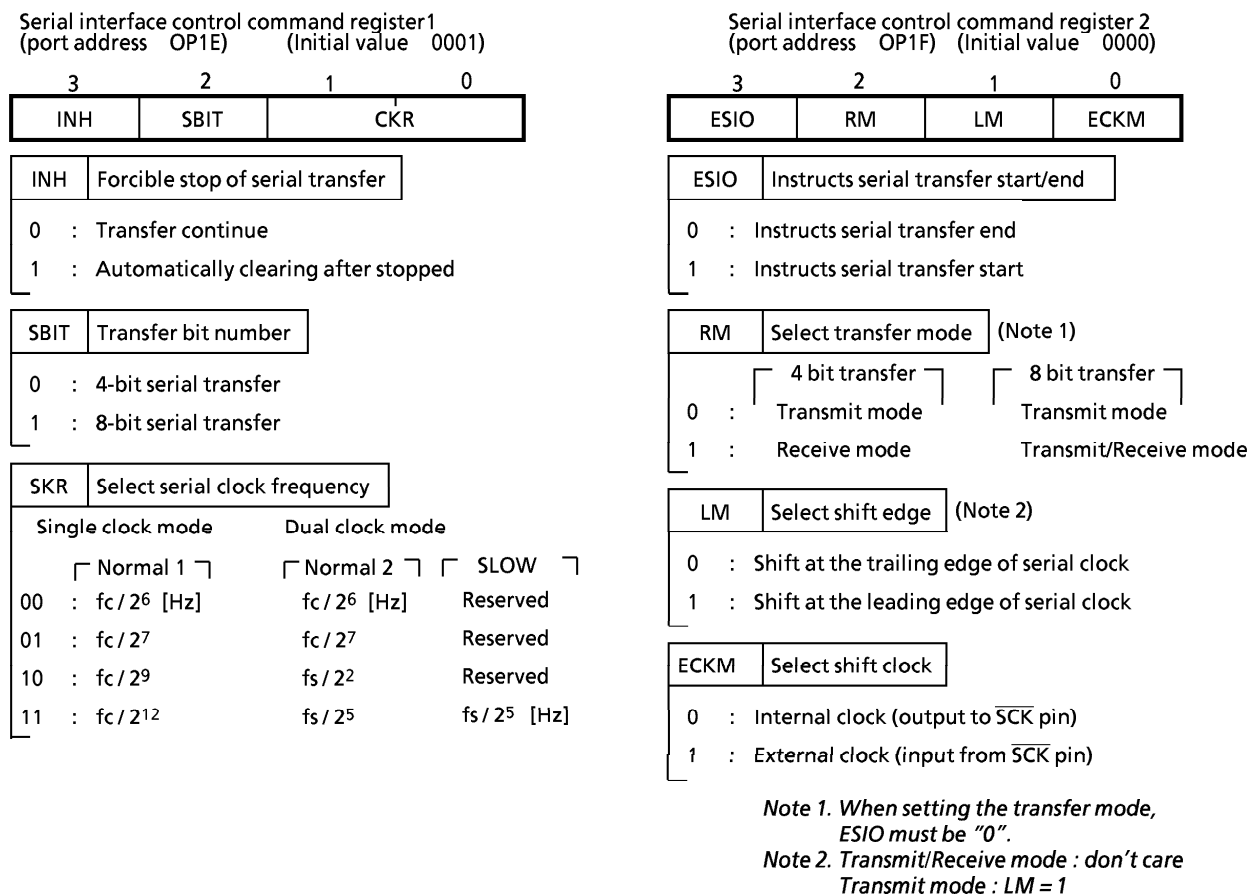 Serial interface control command register1
(port address OP1E) (Initial value 0001)
3 2 1 0
INH SBIT CKR
INH Forcible stop of serial transfer
0 : Transfer continue
1 : Automatically clearing after stopped
SBIT Transfer bit number
0 : 4-bit serial transfer
1 : 8-bit serial transfer
SKR Select serial clock frequency
Single clock mode Dual clock mode
Normal 1 Normal 2 SLOW
00 : fc / 2⁶ [Hz] fc / 2⁶ [Hz] Reserved
01 : fc / 2⁷ fc / 2⁷ Reserved
10 : fc / 2⁹ fs / 2² Reserved
11 : fc / 2¹² fs / 2⁵ fs / 2⁵ [Hz]
Serial interface control command register 2
(port address OP1F) (Initial value 0000)
3 2 1 0
ESIO RM LM ECKM
ESIO Instructs serial transfer start/end
0 : Instructs serial transfer end
1 : Instructs serial transfer start
RM Select transfer mode (Note 1)
4 bit transfer 8 bit transfer
0 : Transmit mode Transmit mode
1 : Receive mode Transmit/Receive mode
LM Select shift edge (Note 2)
0 : Shift at the trailing edge of serial clock
1 : Shift at the leading edge of serial clock
ECKM Select shift clock
0 : Internal clock (output to S̅C̅K̅ pin)
1 : External clock (input from S̅C̅K̅ pin)
Note 1. When setting the transfer mode,
ESIO must be "0".
Note 2. Transmit/Receive mode : don't care
Transmit mode : LM = 1